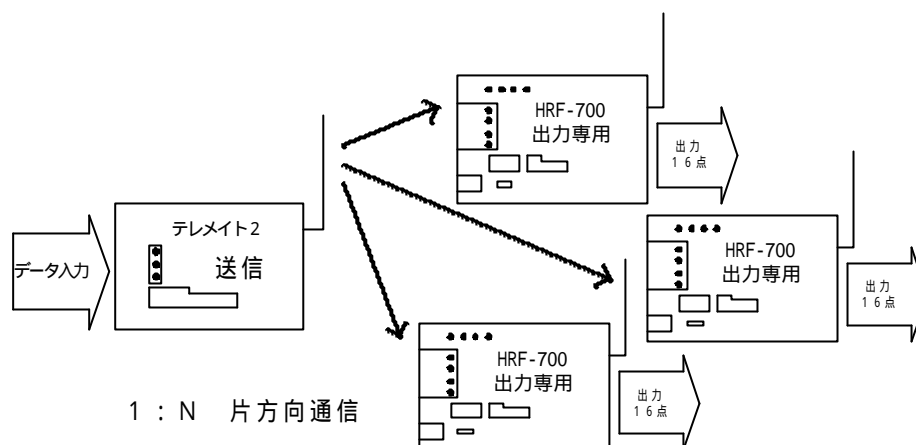 データ入力
テレメイト2
送信
HRF-700
出力専用
出力
16点
HRF-700
出力専用
出力
16点
HRF-700
出力専用
出力
16点
1:N 片方向通信